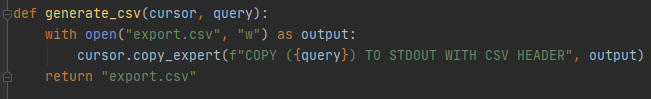 def generate_csv(cursor, query):
    with open("export.csv", "w") as output:
        cursor.copy_expert(f"COPY ({query}) TO STDOUT WITH CSV HEADER", output)
    return "export.csv"